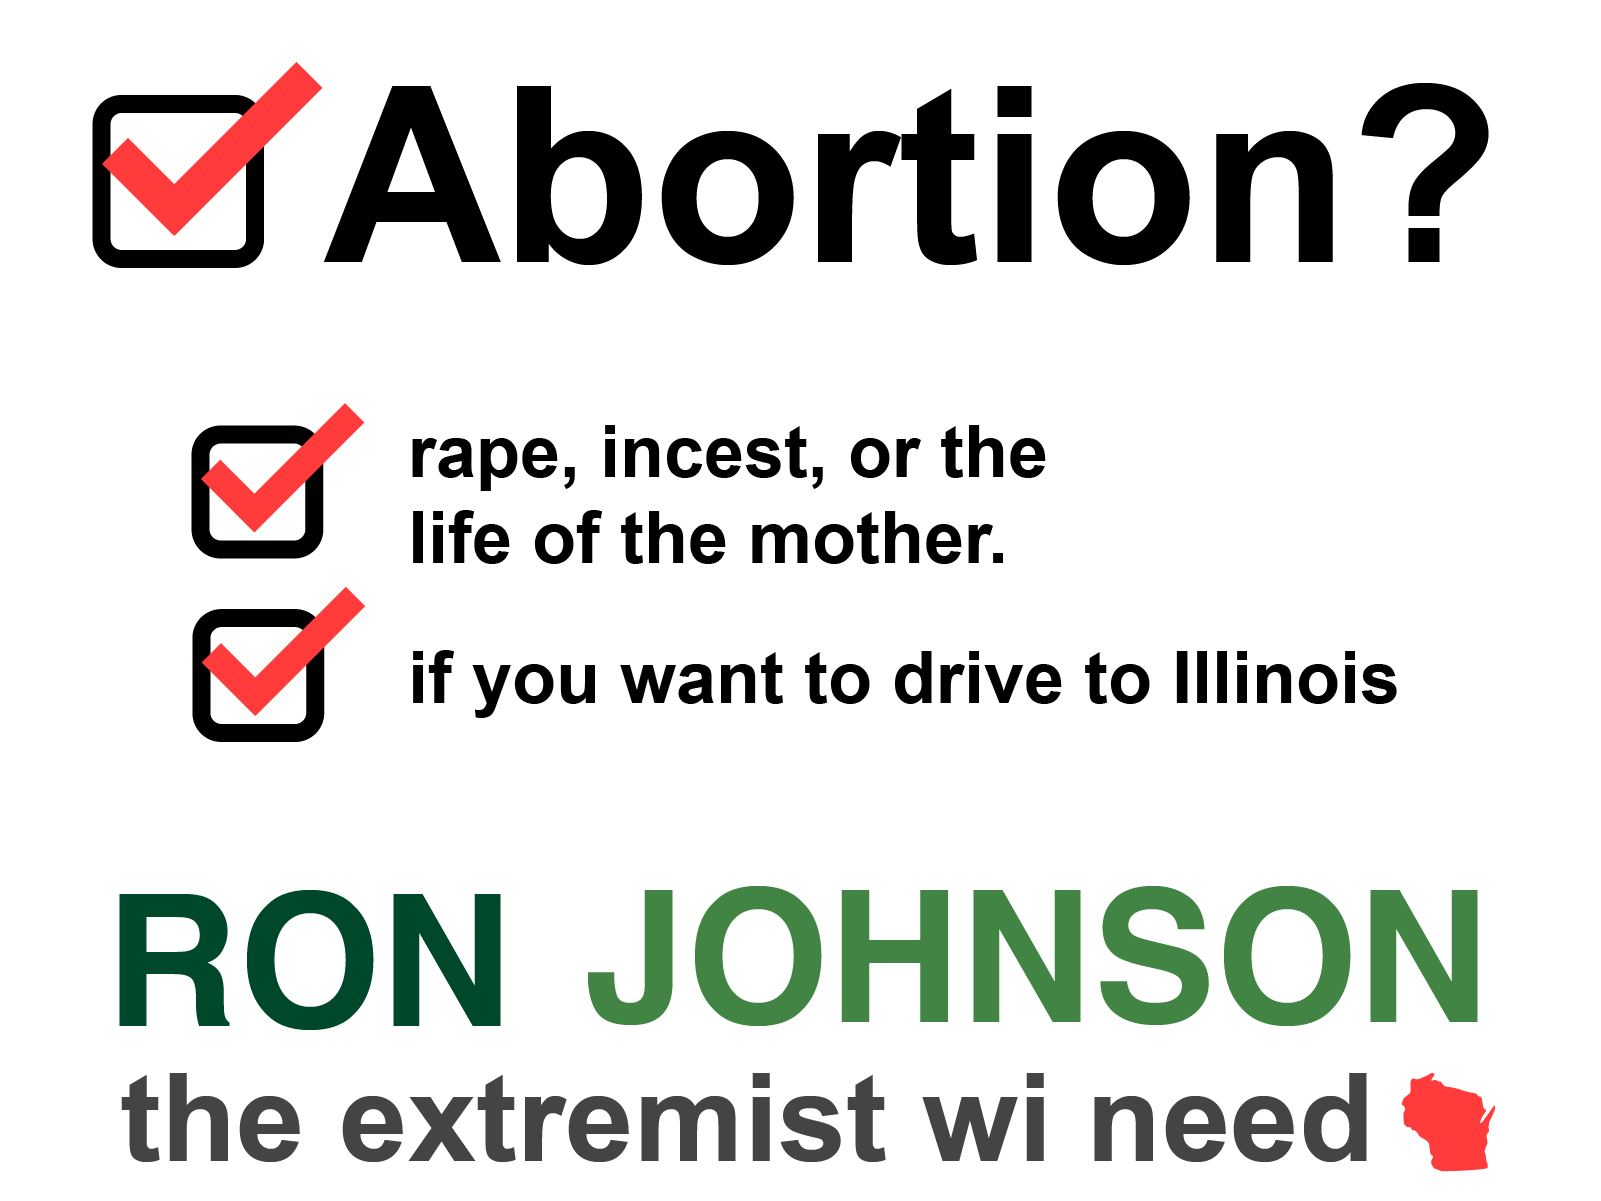 Abortion?
rape, incest, or the
life of the mother.
if you want to drive to Illinois
RON JOHNSON
the extremist wi need